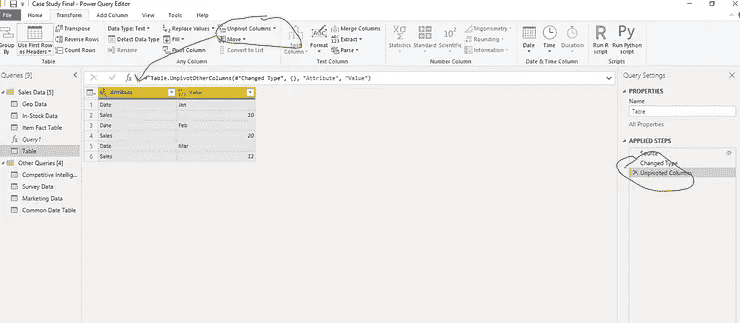 Case Study Final - Power Query Editor
File Home Transform Add Column View Tools Help
Group By
Use First Row as Headers
Transpose
Reverse Rows
Count Rows
Table
Data Type: Text
Detect Data Type
Rename
Replace Values
Fill
Pivot Column
Unpivot Columns
Move
Convert to List
Any Column
Split Column
Format
Merge Columns
Extract
Parse
Text Column
Statistics
Standard
Scientific
Trigonometry
Rounding
Information
Number Column
Date
Time
Duration
Date & Time Column
Run R script
Run Python script
Scripts
Queries [9]
Sales Data [5]
Geo Data
In-Stock Data
Item Fact Table
Query1
Table
Other Queries [4]
Competitive Intellig...
Survey Data
Marketing Data
Common Date Table
Table.UnpivotOtherColumns(#"Changed Type", {}, "Attribute", "Value")
Attribute Value
1 Date Jan
2 Sales 10
3 Date Feb
4 Sales 20
5 Date Mar
6 Sales 12
Query Settings
PROPERTIES
Name
Table
All Properties
APPLIED STEPS
Source
Changed Type
Unpivoted Columns